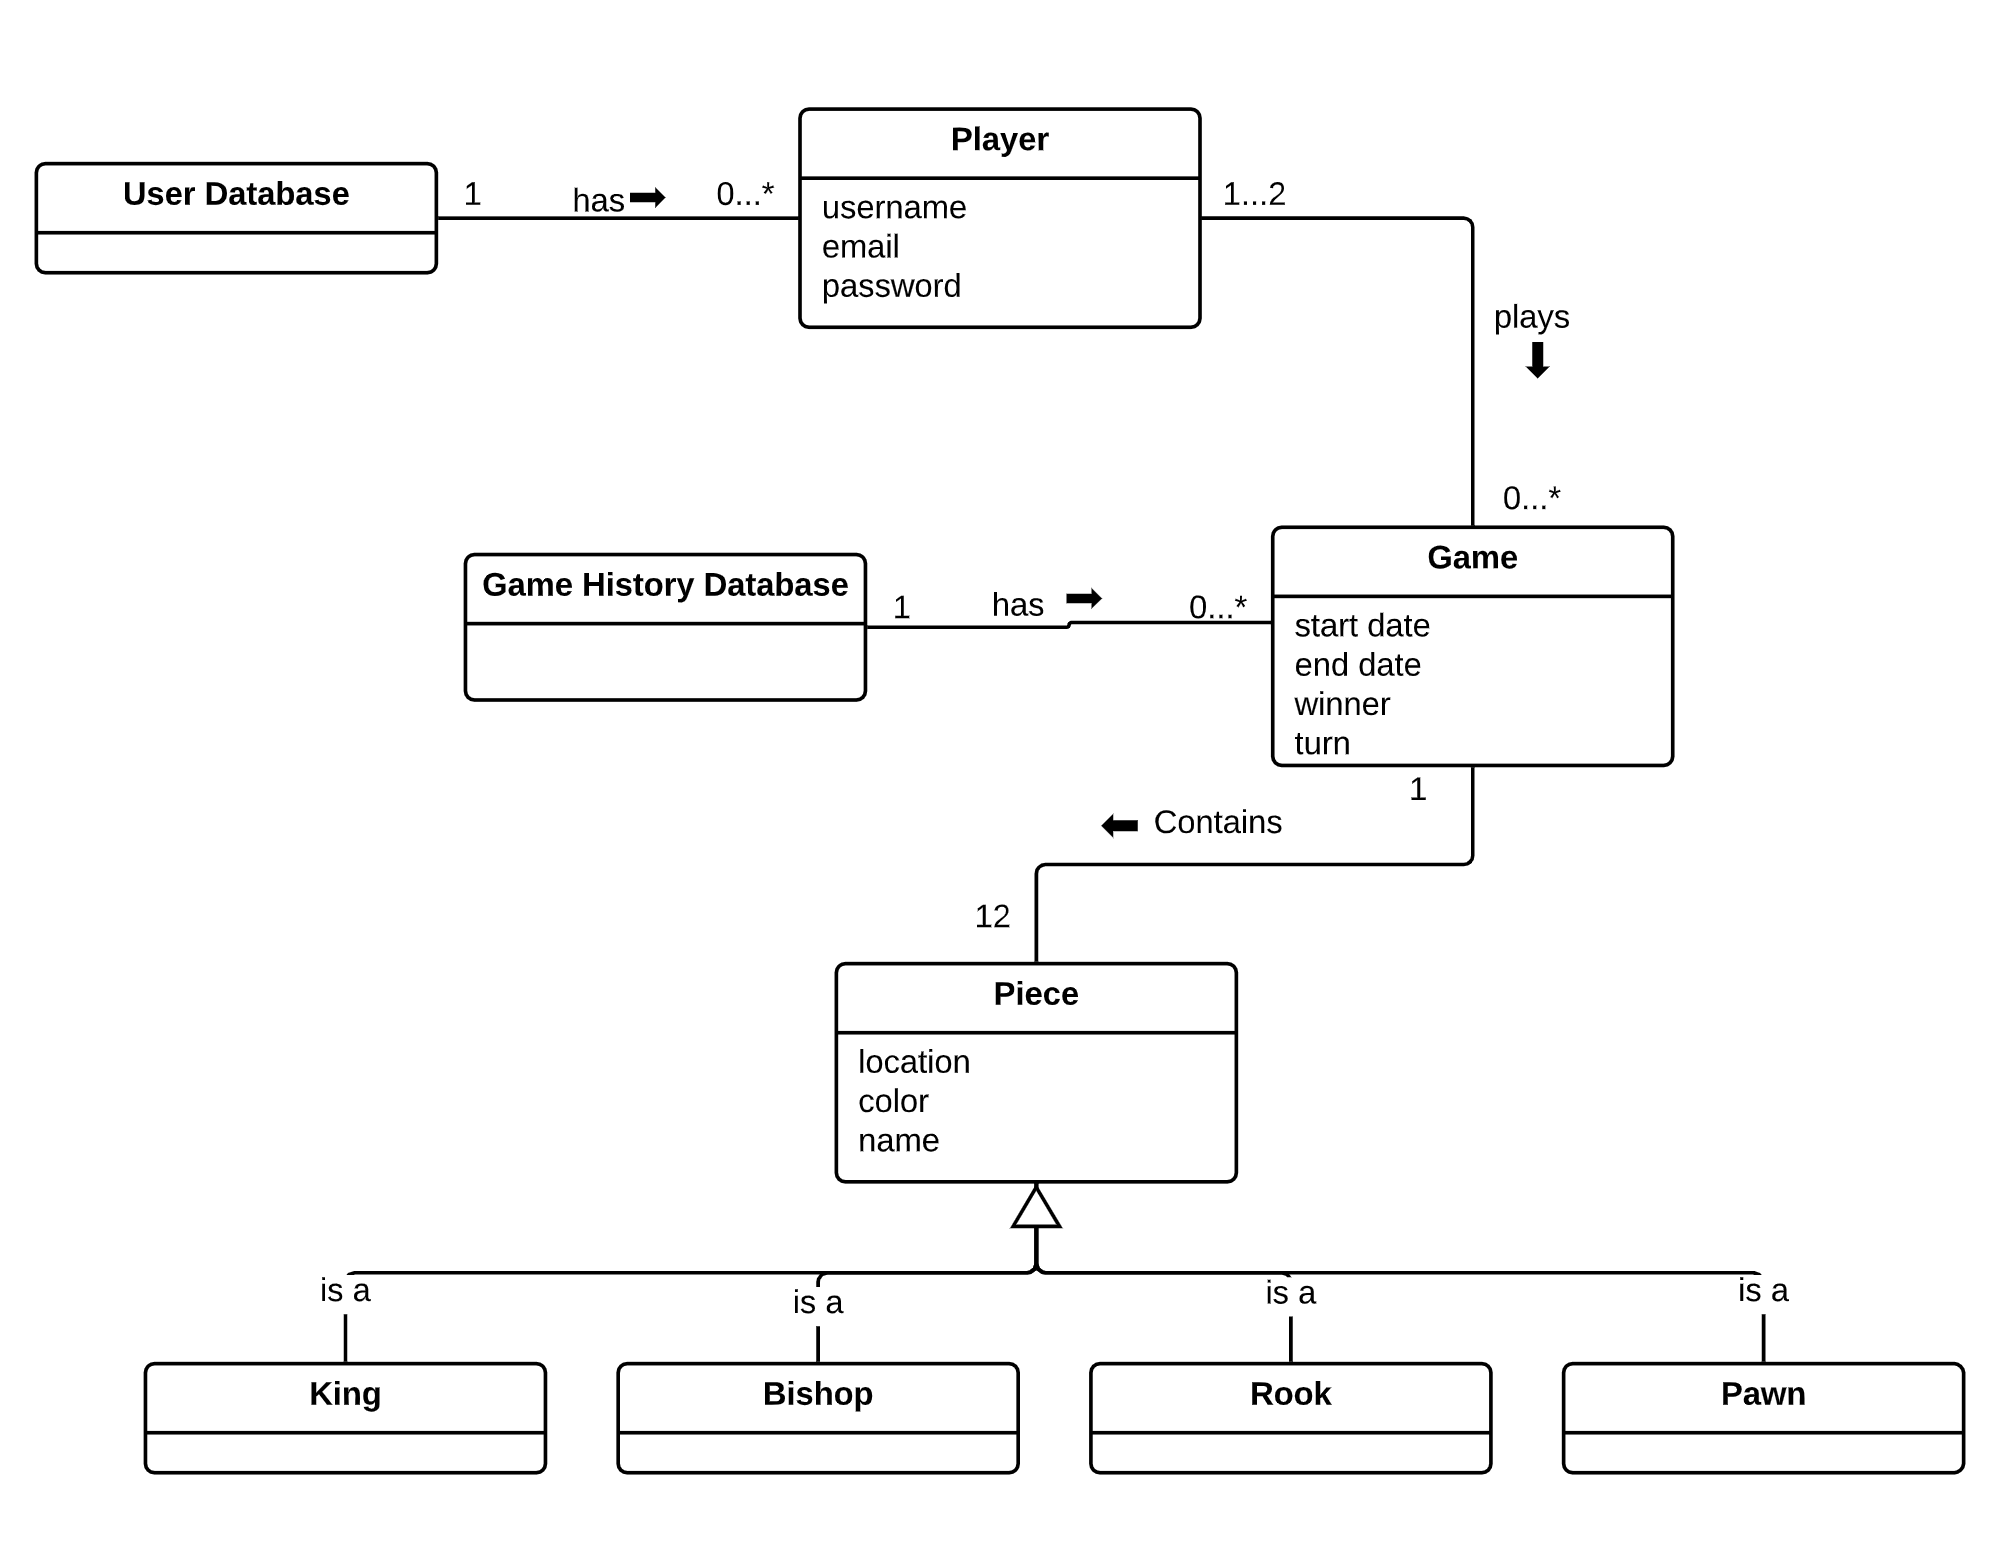 Player
username
email
password
User Database
1
has
0...*
1...2
plays
0...*
Game
start date
end date
winner
turn
Game History Database
1
has
0...*
1
Contains
12
Piece
location
color
name
is a
is a
is a
is a
King
Bishop
Rook
Pawn